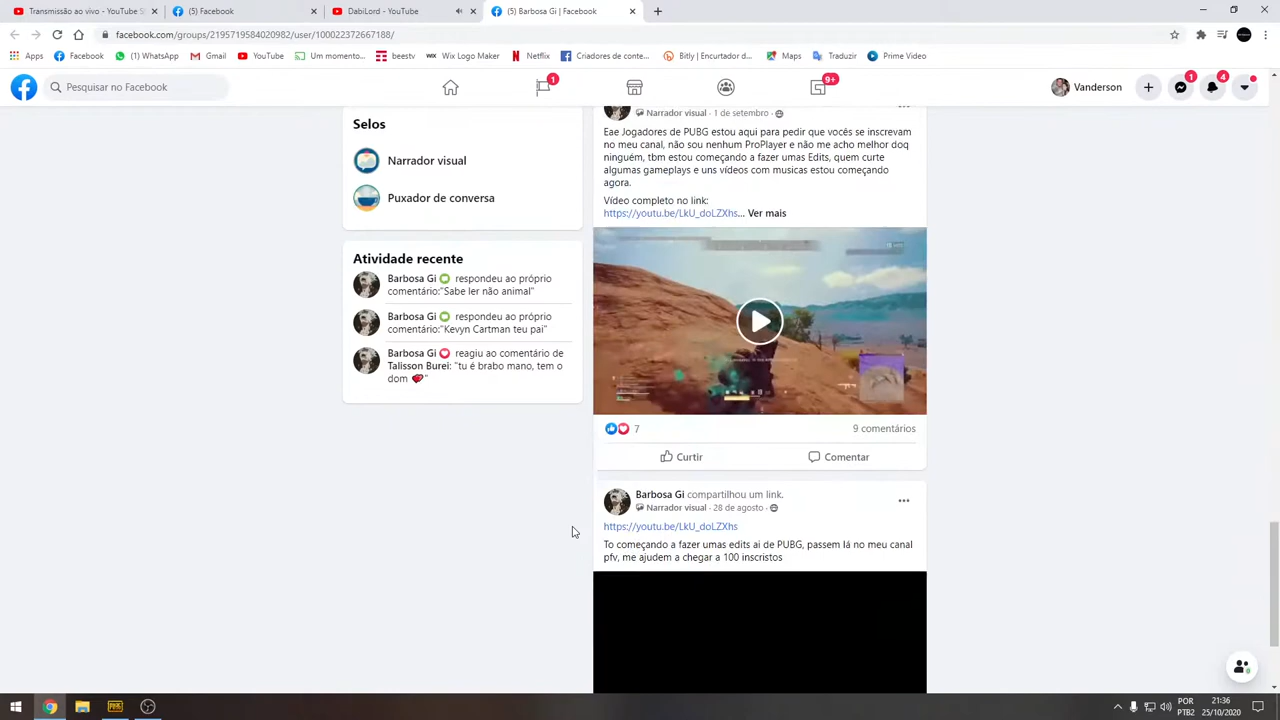 Transmissão ao vivo - YouTube S
(5) Facebook
DabiLord - YouTube
(5) Barbosa Gi | Facebook
facebook.com/groups/2195719584020982/user/100022372667188/
Apps
Facebook
(1) WhatsApp
Gmail
YouTube
Um momento...
beestv
Wix Logo Maker
Netflix
Criadores de conte...
Bitly | Encurtador d...
Maps
Traduzir
Prime Video
Pesquisar no Facebook
1
9+
Vanderson
1
4
Selos
Narrador visual
Puxador de conversa
Atividade recente
Barbosa Gi respondeu ao próprio
comentário:"Sabe ler não animal"
Barbosa Gi respondeu ao próprio
comentário:"Kevyn Cartman teu pai"
Barbosa Gi reagiu ao comentário de
Talisson Burei: "tu é brabo mano, tem o
dom 💝"
Narrador visual · 1 de setembro ·
Eae Jogadores de PUBG estou aqui para pedir que vocês se inscrevam
no meu canal, não sou nenhum ProPlayer e não me acho melhor doq
ninguém, tbm estou começando a fazer umas Edits, quem curte
algumas gameplays e uns vídeos com musicas estou começando
agora.
Vídeo completo no link:
https://youtu.be/LkU_doLZXhs... Ver mais
7
9 comentários
Curtir
Comentar
Barbosa Gi compartilhou um link.
Narrador visual · 28 de agosto ·
https://youtu.be/LkU_doLZXhs
To começando a fazer umas edits ai de PUBG, passem lá no meu canal
pfv, me ajudem a chegar a 100 inscristos
POR
PTB2
21:36
25/10/2020